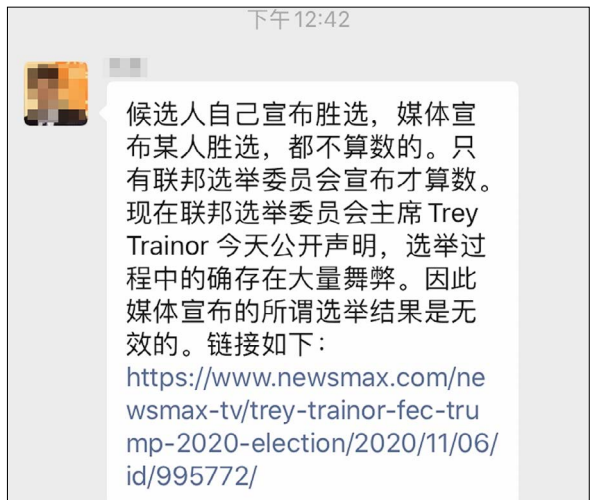 下午12:42
候选人自己宣布胜选，媒体宣
布某人胜选，都不算数的。只
有联邦选举委员会宣布才算数。
现在联邦选举委员会主席 Trey
Trainor 今天公开声明，选举过
程中的确存在大量舞弊。因此
媒体宣布的所谓选举结果是无
效的。链接如下：
https://www.newsmax.com/ne
wsmax-tv/trey-trainor-fec-tru
mp-2020-election/2020/11/06/
id/995772/